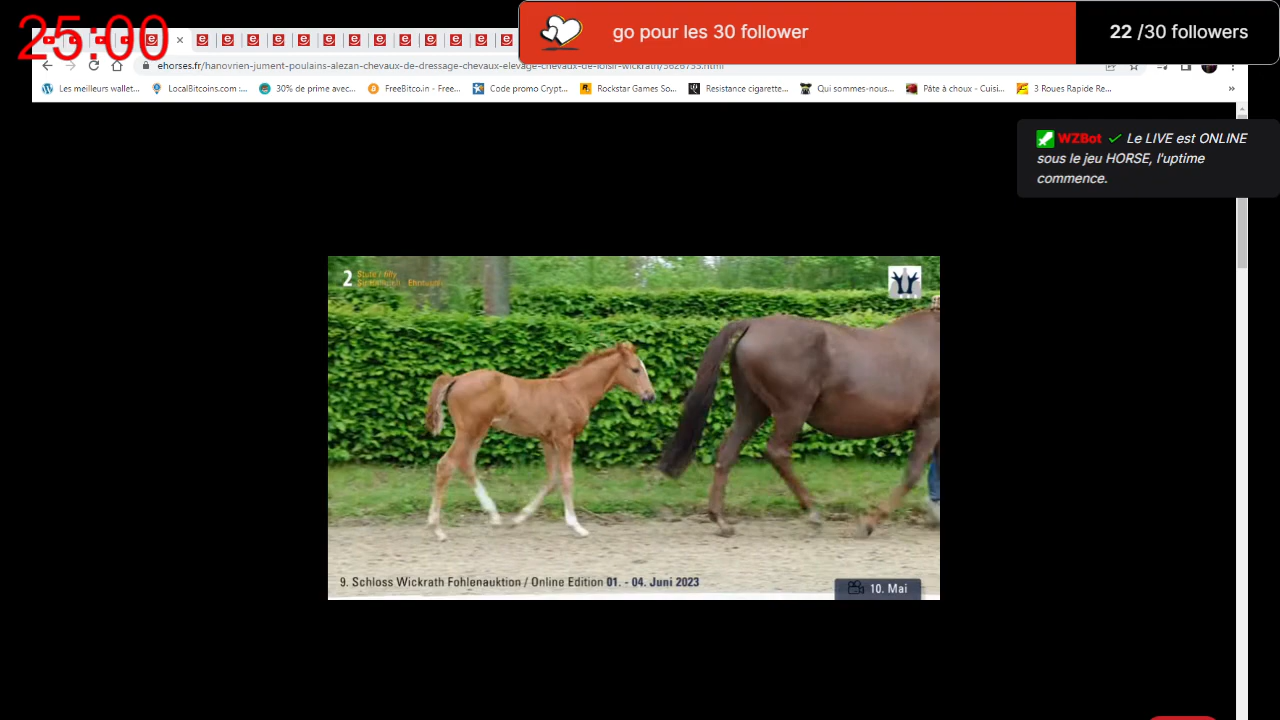 25:00
go pour les 30 follower
22 /30 followers
ehorses.fr/hanovrien-jument-poulains-alezan-chevaux-de-dressage-chevaux-elevage-chevaux-de-loisir-wickrath/3626755.html
Les meilleurs wallet...
LocalBitcoins.com :...
30% de prime avec...
FreeBitco.in - Free...
Code promo Crypt...
Rockstar Games So...
Resistance cigarette...
Qui sommes-nous...
Pâte à choux - Cuisi...
3 Roues Rapide Re...
»
WZBot Le LIVE est ONLINE
sous le jeu HORSE, l'uptime
commence.
2
Stute / filly
9. Schloss Wickrath Fohlenauktion / Online Edition 01. - 04. Juni 2023
10. Mai